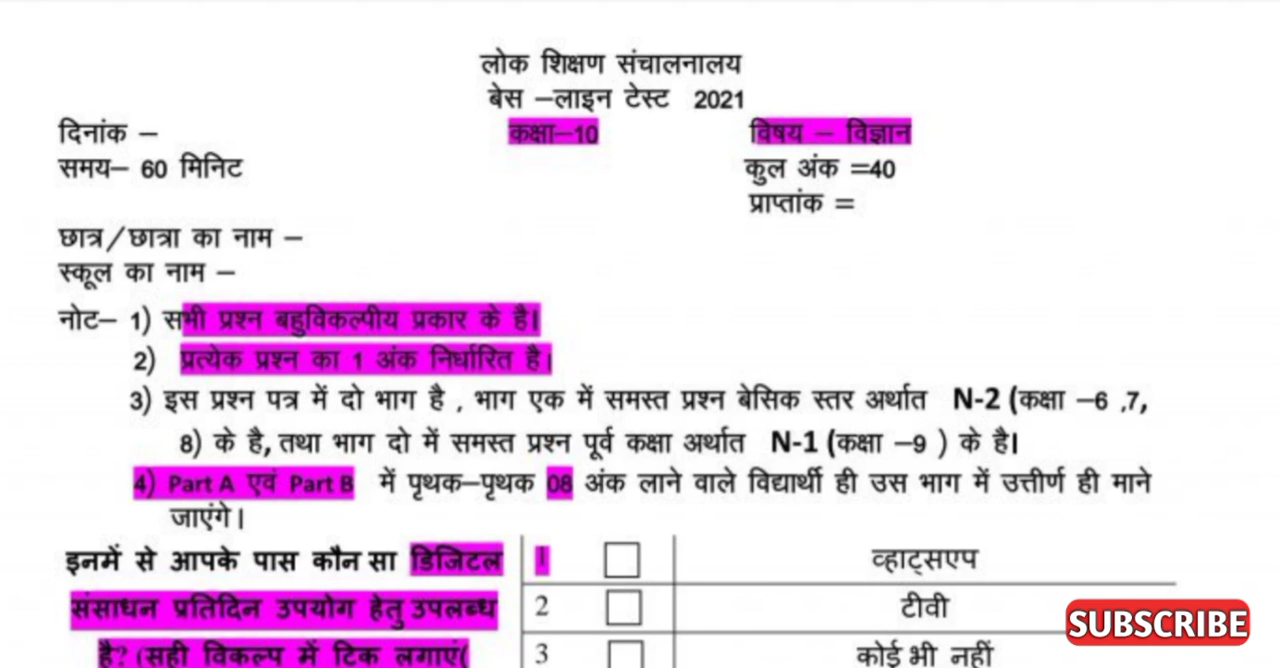 लोक शिक्षण संचालनालय
बेस –लाइन टेस्ट 2021
दिनांक – कक्षा–10 विषय – विज्ञान
समय– 60 मिनिट कुल अंक =40
प्राप्तांक =
छात्र/छात्रा का नाम –
स्कूल का नाम –
नोट– 1) सभी प्रश्न बहुविकल्पीय प्रकार के है।
2) प्रत्येक प्रश्न का 1 अंक निर्धारित है।
3) इस प्रश्न पत्र में दो भाग है , भाग एक में समस्त प्रश्न बेसिक स्तर अर्थात N-2 (कक्षा –6 ,7,
8) के है, तथा भाग दो में समस्त प्रश्न पूर्व कक्षा अर्थात N-1 (कक्षा –9 ) के है।
4) Part A एवं Part B में पृथक–पृथक 08 अंक लाने वाले विद्यार्थी ही उस भाग में उत्तीर्ण ही माने
जाएंगे।
इनमें से आपके पास कौन सा डिजिटल 1 व्हाट्सएप
संसाधन प्रतिदिन उपयोग हेतु उपलब्ध 2 टीवी
है? (सही विकल्प में टिक लगाएं( 3 कोई भी नहीं
SUBSCRIBE